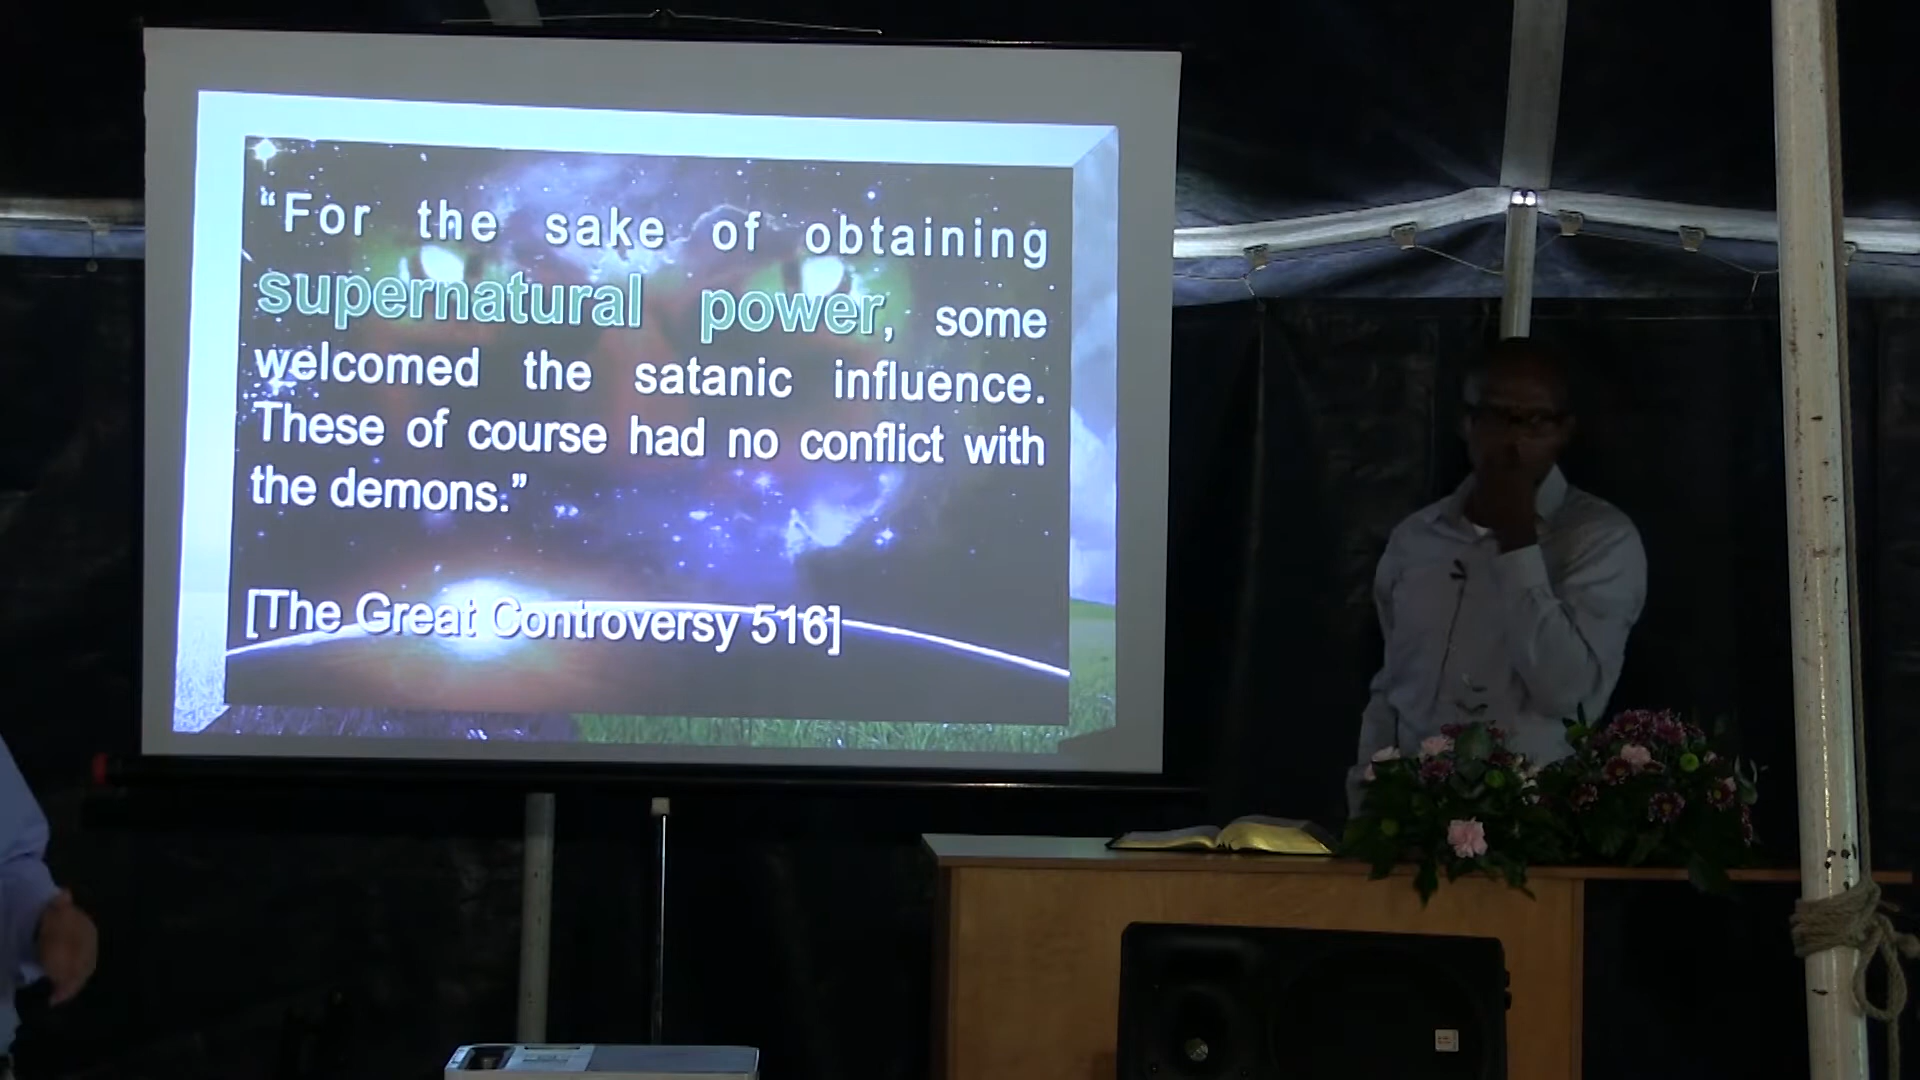 “For the sake of obtaining
supernatural power, some
welcomed the satanic influence.
These of course had no conflict with
the demons.”
[The Great Controversy 516]